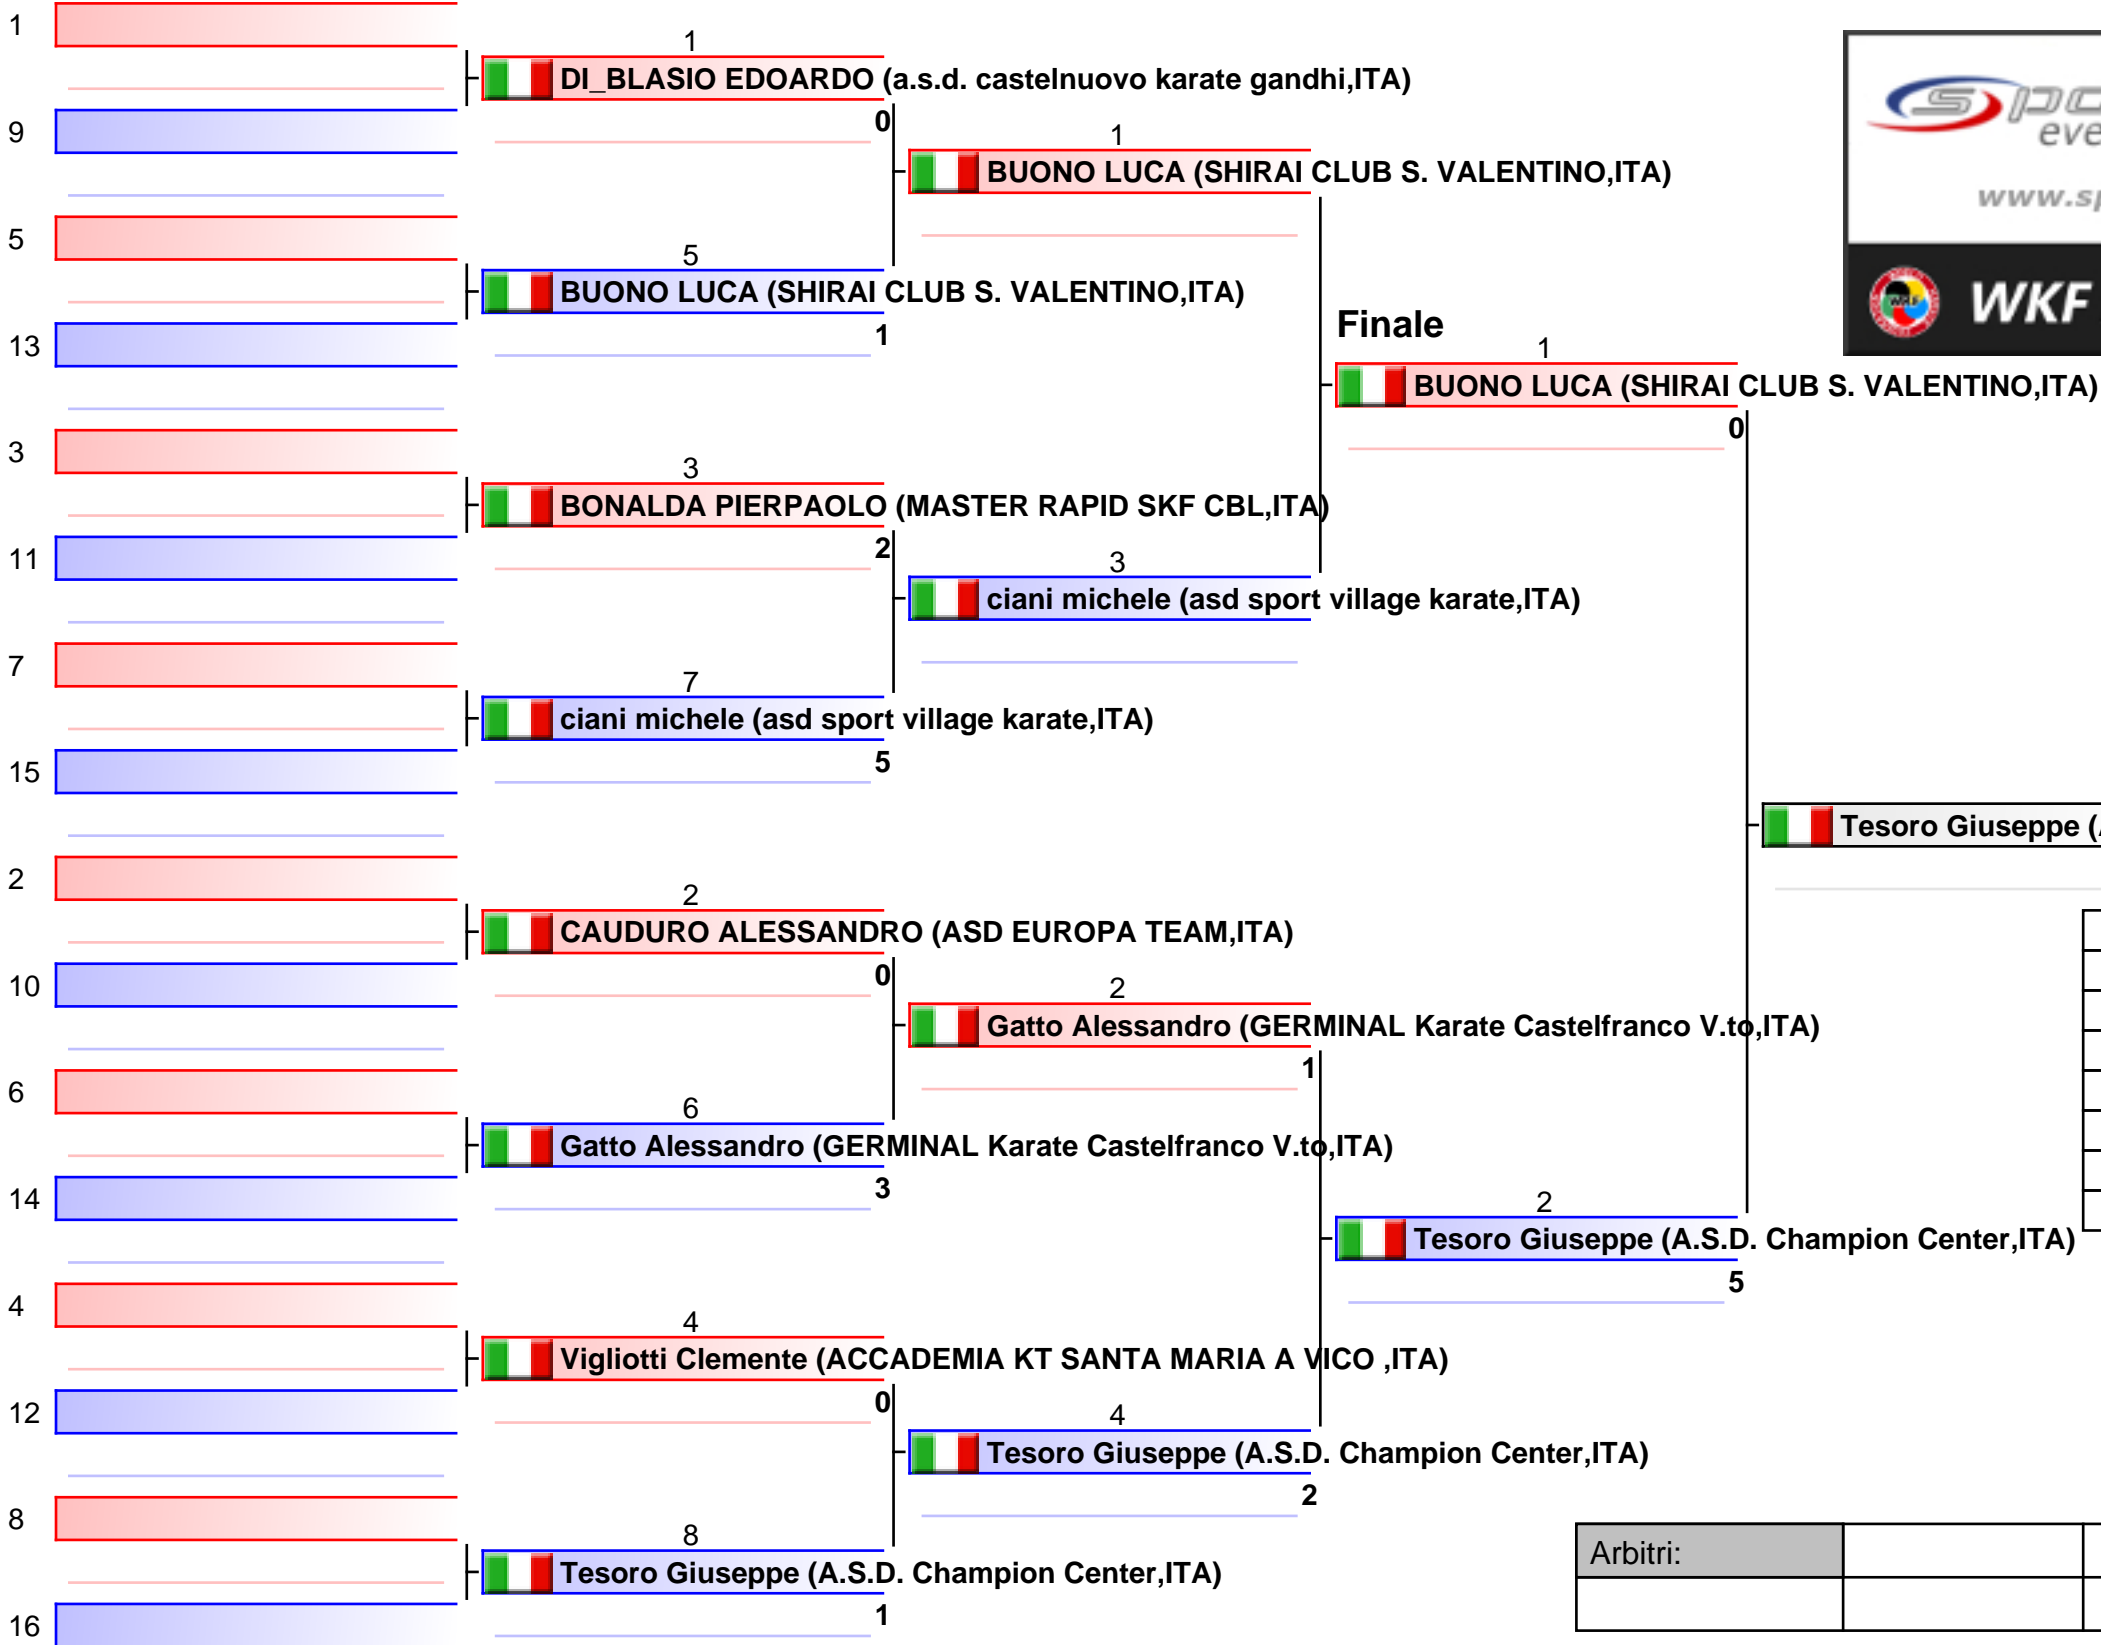 1
9
5
13
3
11
7
15
2
10
6
14
4
12
8
16
1
DI_BLASIO EDOARDO (a.s.d. castelnuovo karate gandhi,ITA)
0
5
BUONO LUCA (SHIRAI CLUB S. VALENTINO,ITA)
1
3
BONALDA PIERPAOLO (MASTER RAPID SKF CBL,ITA)
2
7
ciani michele (asd sport village karate,ITA)
5
2
CAUDURO ALESSANDRO (ASD EUROPA TEAM,ITA)
0
6
Gatto Alessandro (GERMINAL Karate Castelfranco V.to,ITA)
3
4
Vigliotti Clemente (ACCADEMIA KT SANTA MARIA A VICO ,ITA)
0
8
Tesoro Giuseppe (A.S.D. Champion Center,ITA)
1
1
BUONO LUCA (SHIRAI CLUB S. VALENTINO,ITA)
3
ciani michele (asd sport village karate,ITA)
2
Gatto Alessandro (GERMINAL Karate Castelfranco V.to,ITA)
1
4
Tesoro Giuseppe (A.S.D. Champion Center,ITA)
2
Finale
1
BUONO LUCA (SHIRAI CLUB S. VALENTINO,ITA)
0
2
Tesoro Giuseppe (A.S.D. Champion Center,ITA)
5
Tesoro Giuseppe (
spo
eve
www.sp
WKF
Arbitri: